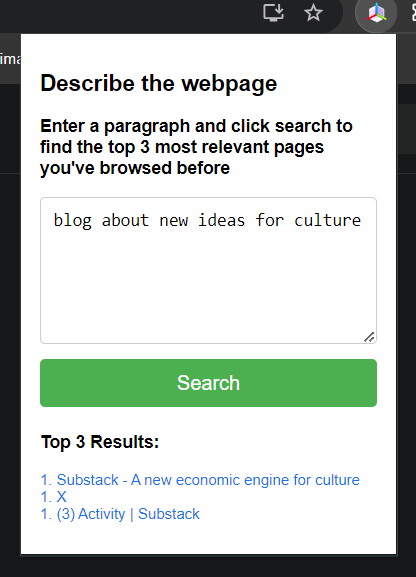 ima
Describe the webpage
Enter a paragraph and click search to
find the top 3 most relevant pages
you've browsed before
blog about new ideas for culture
Search
Top 3 Results:
1. Substack - A new economic engine for culture
1. X
1. (3) Activity | Substack